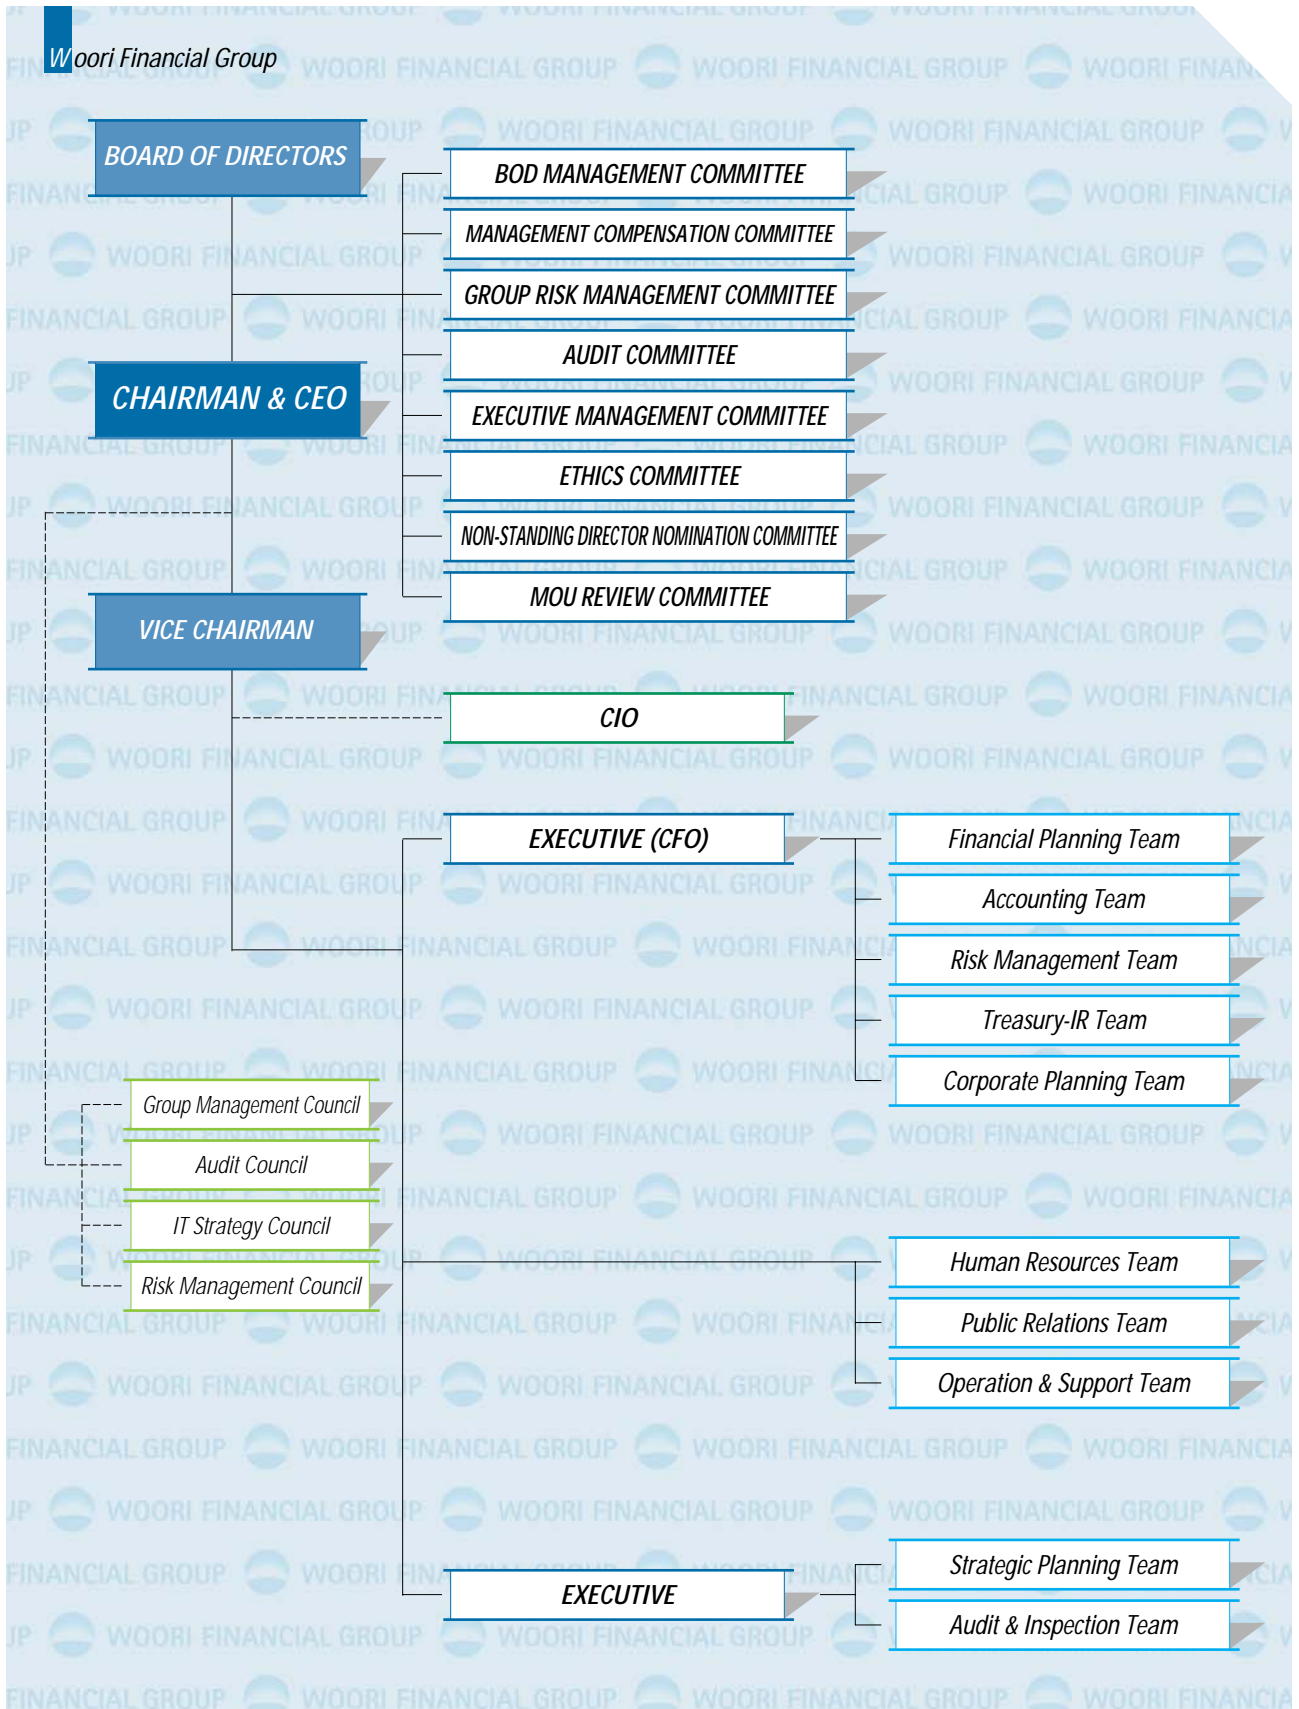 Woori Financial Group
BOARD OF DIRECTORS
BOD MANAGEMENT COMMITTEE
MANAGEMENT COMPENSATION COMMITTEE
GROUP RISK MANAGEMENT COMMITTEE
AUDIT COMMITTEE
CHAIRMAN & CEO
EXECUTIVE MANAGEMENT COMMITTEE
ETHICS COMMITTEE
NON-STANDING DIRECTOR NOMINATION COMMITTEE
MOU REVIEW COMMITTEE
VICE CHAIRMAN
CIO
EXECUTIVE (CFO)
Financial Planning Team
Accounting Team
Risk Management Team
Treasury-IR Team
Corporate Planning Team
Group Management Council
Audit Council
IT Strategy Council
Risk Management Council
Human Resources Team
Public Relations Team
Operation & Support Team
EXECUTIVE
Strategic Planning Team
Audit & Inspection Team